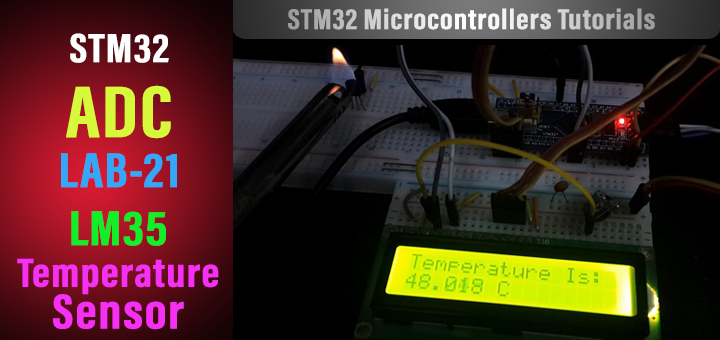 STM32 Microcontrollers Tutorials
STM32
ADC
LAB-21
LM35
Temperature
Sensor
Temperature Is:
48.018 C